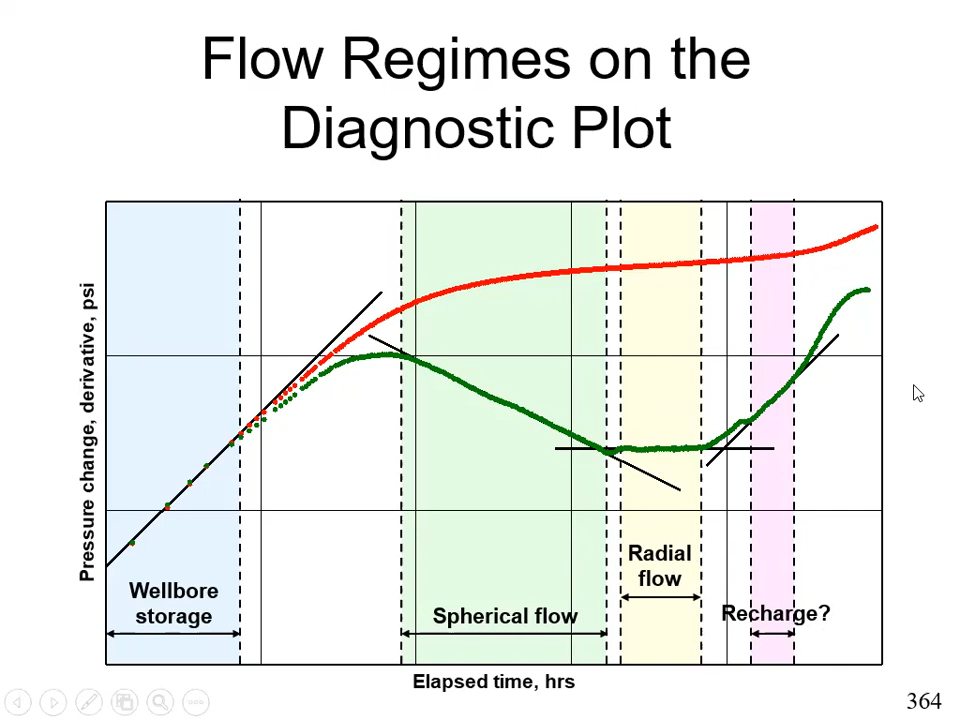 Flow Regimes on the
Diagnostic Plot
Pressure change, derivative, psi
Wellbore
storage
Spherical flow
Radial
flow
Recharge?
Elapsed time, hrs
364